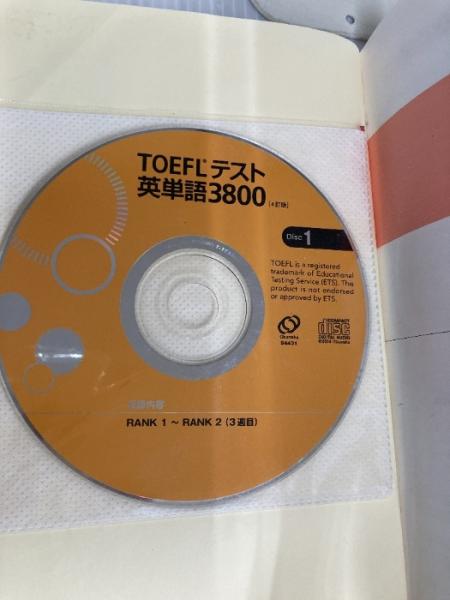 TOEFL® テスト
英単語3800
[4訂版]
Disc 1
TOEFL is a registered
trademark of Educational
Testing Service (ETS). This
product is not endorsed
or approved by ETS.
Obunsha
S4431
COMPACT
disc
DIGITAL AUDIO
収録内容
RANK 1 ～ RANK 2 (3週目)